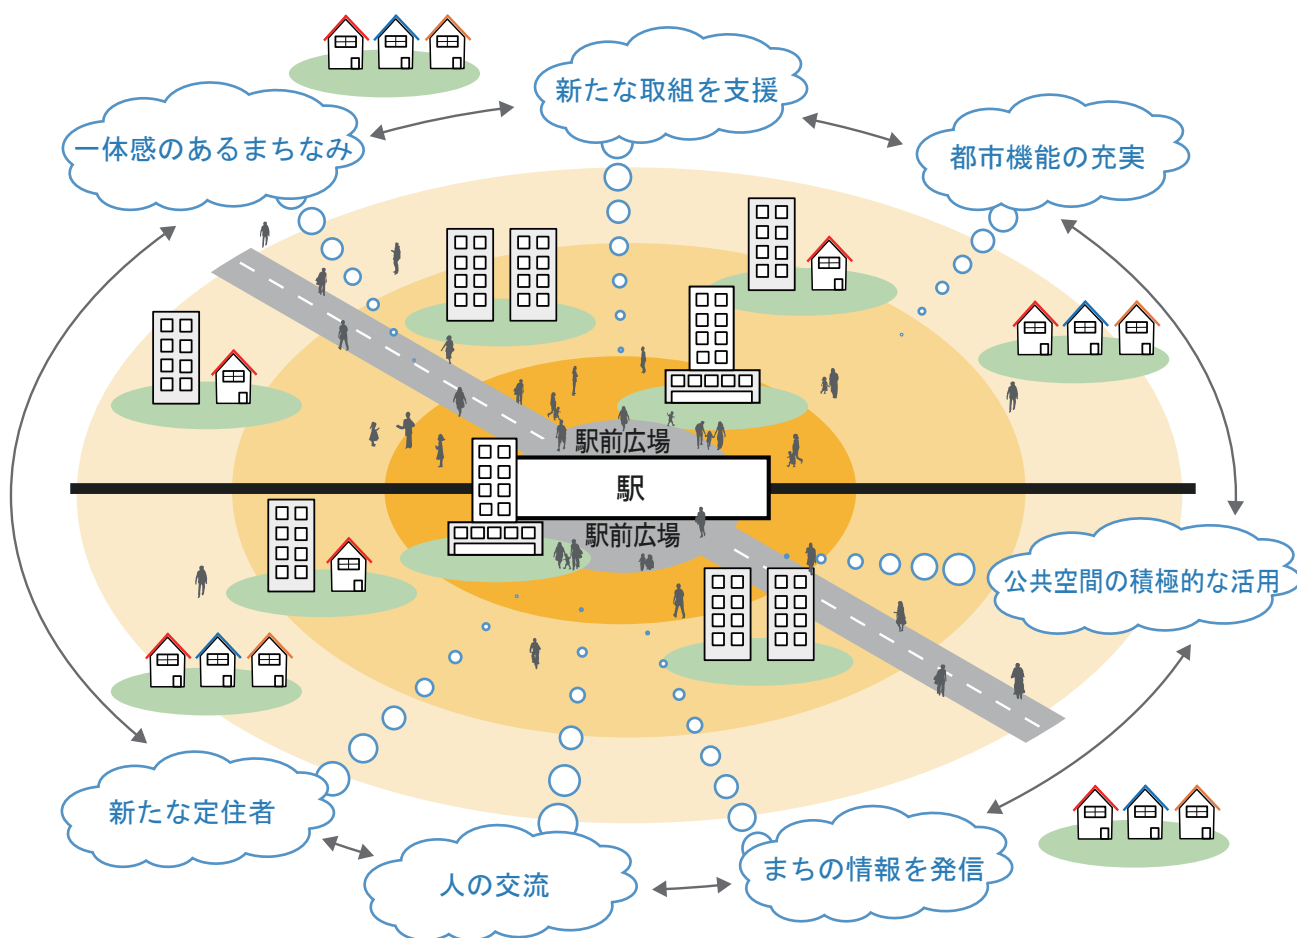 新たな取組を支援
一体感のあるまちなみ
都市機能の充実
駅前広場
駅
駅前広場
公共空間の積極的な活用
新たな定住者
人の交流
まちの情報を発信